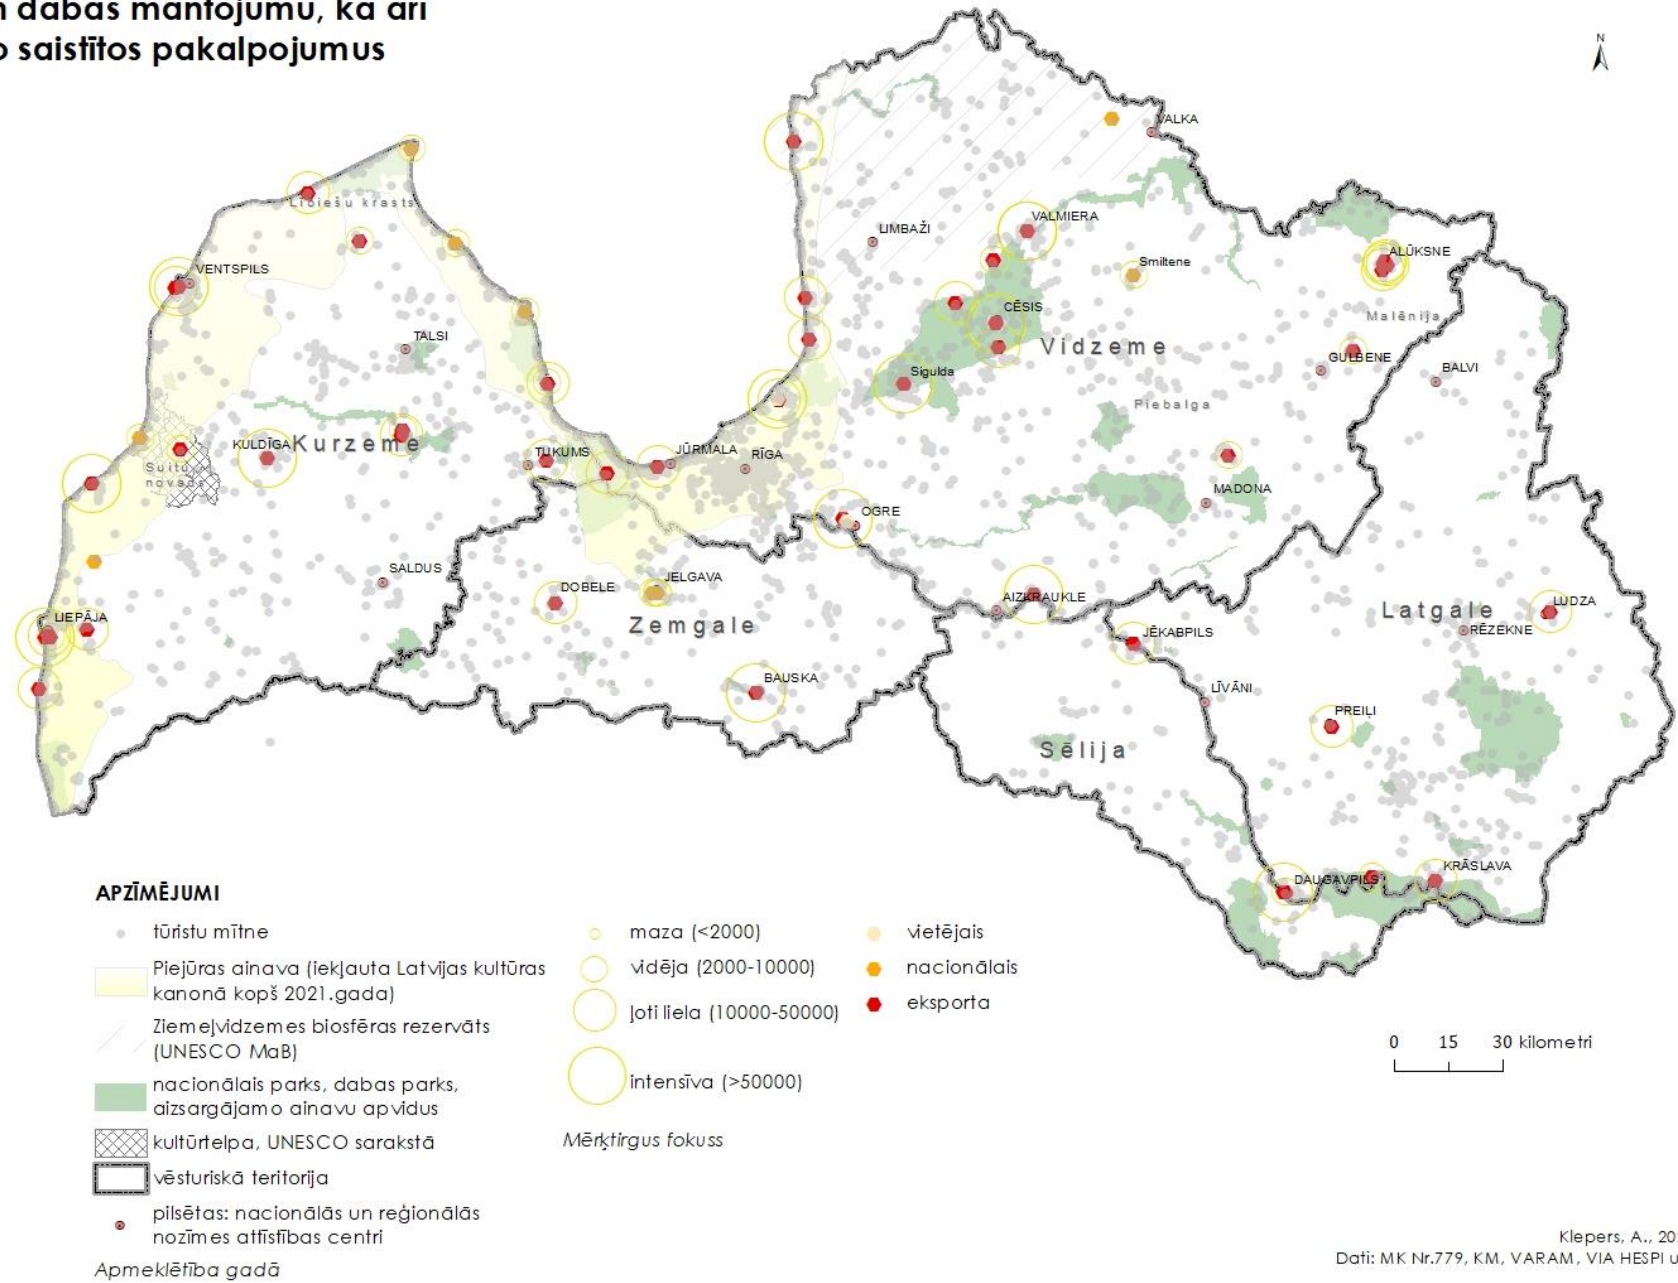 dabas mantojumu, kā arī
saistītos pakalpojumus
N
VALKA
Lībiešu krasts
LIMBAŽI
VALMIERA
VENTSPILS
Smiltene
ALŪKSNE
CĒSIS
Malēnija
TALSI
Vidzeme
GULBENE
BALVI
Sigulda
Piebalga
KULDĪGA
Kurzeme
TUKUMS
JŪRMALA
RĪGA
Suitu
novads
MADONA
OGRE
SALDUS
DOBELE
JELGAVA
AIZKRAUKLE
Latgale
LUDZA
LIEPĀJA
Zemgale
JĒKABPILS
RĒZEKNE
BAUSKA
LĪVĀNI
PREIĻI
Sēlija
KRĀSLAVA
DAUGAVPILS
APZĪMĒJUMI
tūristu mītne
Piejūras ainava (iekļauta Latvijas kultūras
kanonā kopš 2021.gada)
Ziemeļvidzemes biosfēras rezervāts
(UNESCO MaB)
nacionālais parks, dabas parks,
aizsargājamo ainavu apvidus
kultūrtelpa, UNESCO sarakstā
vēsturiskā teritorija
pilsētas: nacionālās un reģionālās
nozīmes attīstības centri
Apmeklētība gadā
maza (<2000)
vidēja (2000-10000)
ļoti liela (10000-50000)
intensīva (>50000)
Mērķtirgus fokuss
vietējais
nacionālais
eksporta
0 15 30 kilometri
Klepers, A., 20
Dati: MK Nr.779, KM, VARAM, VIA HESPI u